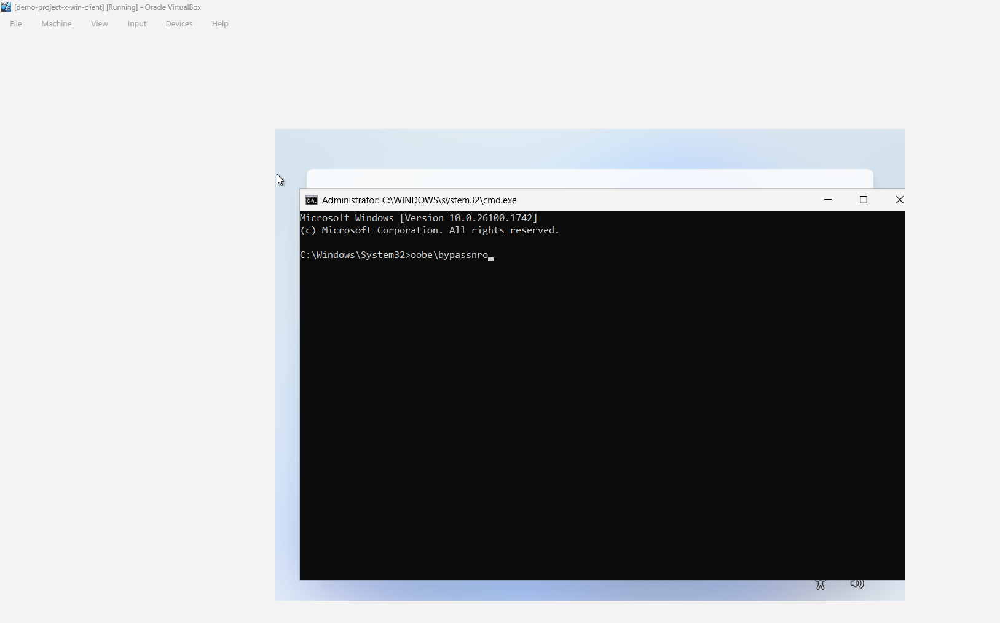 [demo-project-x-win-client] [Running] - Oracle VirtualBox
File Machine View Input Devices Help
Administrator: C:\WINDOWS\system32\cmd.exe
Microsoft Windows [Version 10.0.26100.1742]
(c) Microsoft Corporation. All rights reserved.
C:\Windows\System32>oobe\bypassnro